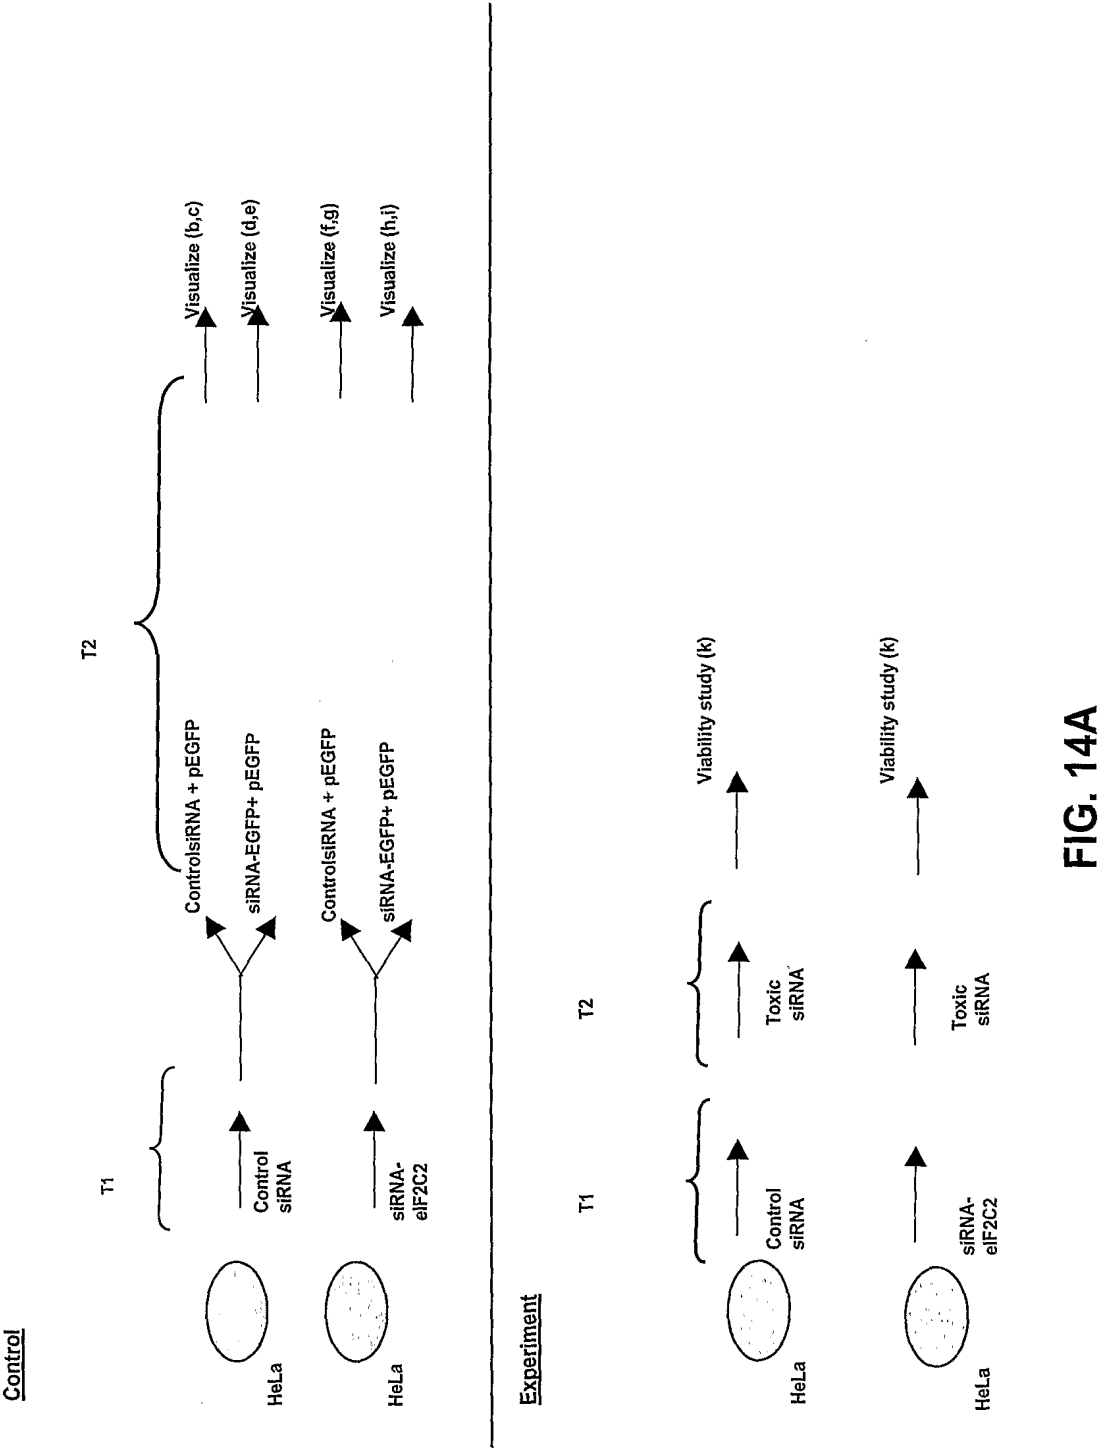 Control
T1
T2
HeLa
Control
siRNA
ControlsiRNA + pEGFP
Visualize (b,c)
siRNA-EGFP+ pEGFP
Visualize (d,e)
HeLa
siRNA-
eIF2C2
ControlsiRNA + pEGFP
Visualize (f,g)
siRNA-EGFP+ pEGFP
Visualize (h,i)
Experiment
T1
T2
HeLa
Control
siRNA
Toxic
siRNA
Viability study (k)
HeLa
siRNA-
eIF2C2
Toxic
siRNA
Viability study (k)
FIG. 14A